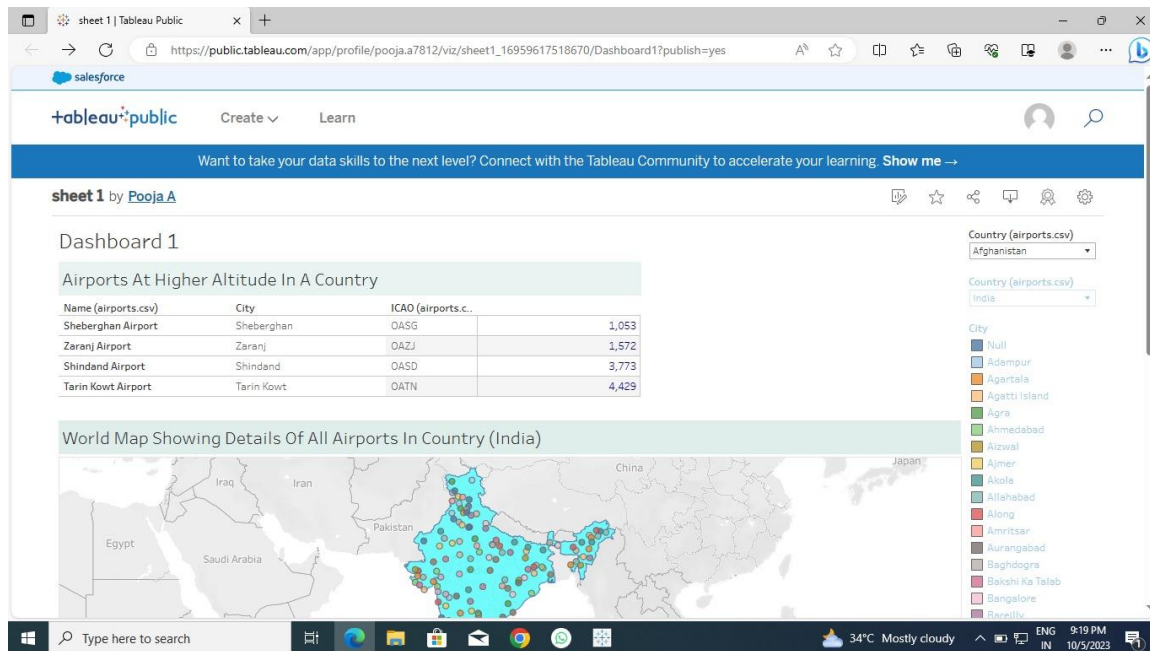 sheet 1 | Tableau Public
https://public.tableau.com/app/profile/pooja.a7812/viz/sheet1_16959617518670/Dashboard1?publish=yes
salesforce
+ableau public Create Learn
Want to take your data skills to the next level? Connect with the Tableau Community to accelerate your learning. Show me →
sheet 1 by Pooja A
Dashboard 1
Airports At Higher Altitude In A Country
Name (airports.csv) City ICAO (airports.c..
Sheberghan Airport Sheberghan OASG 1,053
Zaranj Airport Zaranj OAZJ 1,572
Shindand Airport Shindand OASD 3,773
Tarin Kowt Airport Tarin Kowt OATN 4,429
World Map Showing Details Of All Airports In Country (India)
Iraq
Iran
China
Japan
Pakistan
Egypt
Saudi Arabia
Country (airports.csv)
Afghanistan
Country (airports.csv)
India
City
Null
Adampur
Agartala
Agatti Island
Agra
Ahmedabad
Aizwal
Ajmer
Akola
Allahabad
Along
Amritsar
Aurangabad
Baghdogra
Bakshi Ka Talab
Bangalore
Bareilly
Type here to search
34°C Mostly cloudy
ENG
IN
9:19 PM
10/5/2023